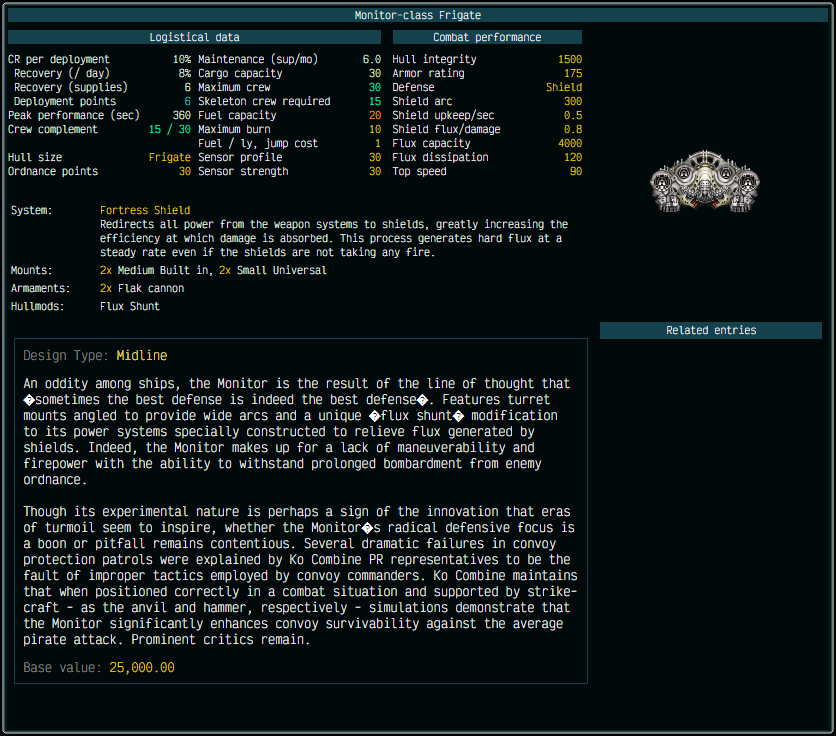 Monitor-class Frigate
Logistical data
Combat performance
CR per deployment 10% Maintenance (sup/mo) 6.0 Hull integrity 1500
Recovery (/ day) 8% Cargo capacity 30 Armor rating 175
Recovery (supplies) 6 Maximum crew 30 Defense Shield
Deployment points 6 Skeleton crew required 15 Shield arc 300
Peak performance (sec) 360 Fuel capacity 20 Shield upkeep/sec 0.5
Crew complement 15 / 30 Maximum burn 10 Shield flux/damage 0.8
Fuel / ly, jump cost 1 Flux capacity 4000
Hull size Frigate Sensor profile 30 Flux dissipation 120
Ordnance points 30 Sensor strength 30 Top speed 90
System: Fortress Shield
Redirects all power from the weapon systems to shields, greatly increasing the
efficiency at which damage is absorbed. This process generates hard flux at a
steady rate even if the shields are not taking any fire.
Mounts: 2x Medium Built in, 2x Small Universal
Armaments: 2x Flak cannon
Hullmods: Flux Shunt
Related entries
Design Type: Midline
An oddity among ships, the Monitor is the result of the line of thought that
�sometimes the best defense is indeed the best defense�. Features turret
mounts angled to provide wide arcs and a unique �flux shunt� modification
to its power systems specially constructed to relieve flux generated by
shields. Indeed, the Monitor makes up for a lack of maneuverability and
firepower with the ability to withstand prolonged bombardment from enemy
ordnance.
Though its experimental nature is perhaps a sign of the innovation that eras
of turmoil seem to inspire, whether the Monitor�s radical defensive focus is
a boon or pitfall remains contentious. Several dramatic failures in convoy
protection patrols were explained by Ko Combine PR representatives to be the
fault of improper tactics employed by convoy commanders. Ko Combine maintains
that when positioned correctly in a combat situation and supported by strike-
craft - as the anvil and hammer, respectively - simulations demonstrate that
the Monitor significantly enhances convoy survivability against the average
pirate attack. Prominent critics remain.
Base value: 25,000.00